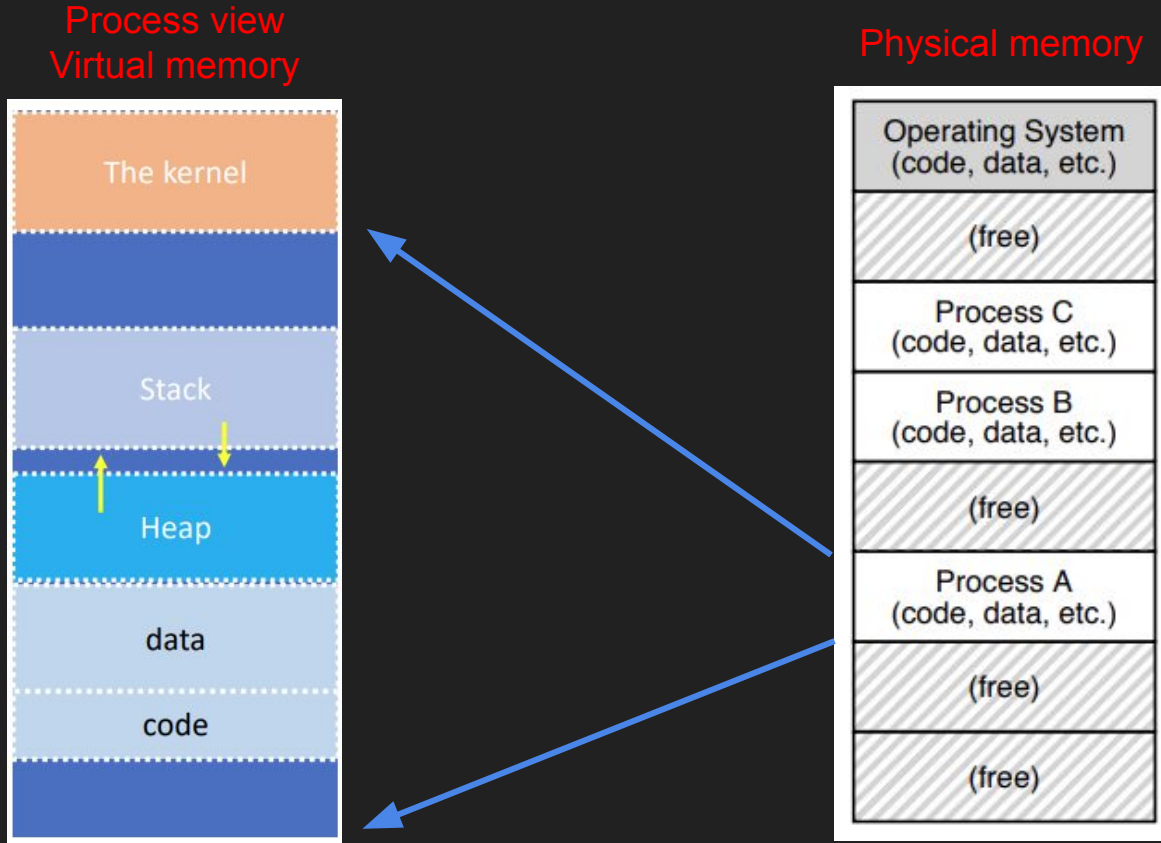 Process view
Virtual memory
The kernel
Stack
Heap
data
code
Physical memory
Operating System
(code, data, etc.)
(free)
Process C
(code, data, etc.)
Process B
(code, data, etc.)
(free)
Process A
(code, data, etc.)
(free)
(free)